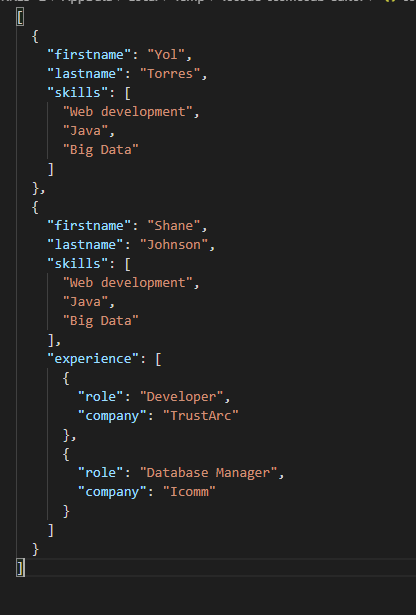 [
  {
    "firstname": "Yol",
    "lastname": "Torres",
    "skills": [
      "Web development",
      "Java",
      "Big Data"
    ]
  },
  {
    "firstname": "Shane",
    "lastname": "Johnson",
    "skills": [
      "Web development",
      "Java",
      "Big Data"
    ],
    "experience": [
      {
        "role": "Developer",
        "company": "TrustArc"
      },
      {
        "role": "Database Manager",
        "company": "Icomm"
      }
    ]
  }
]